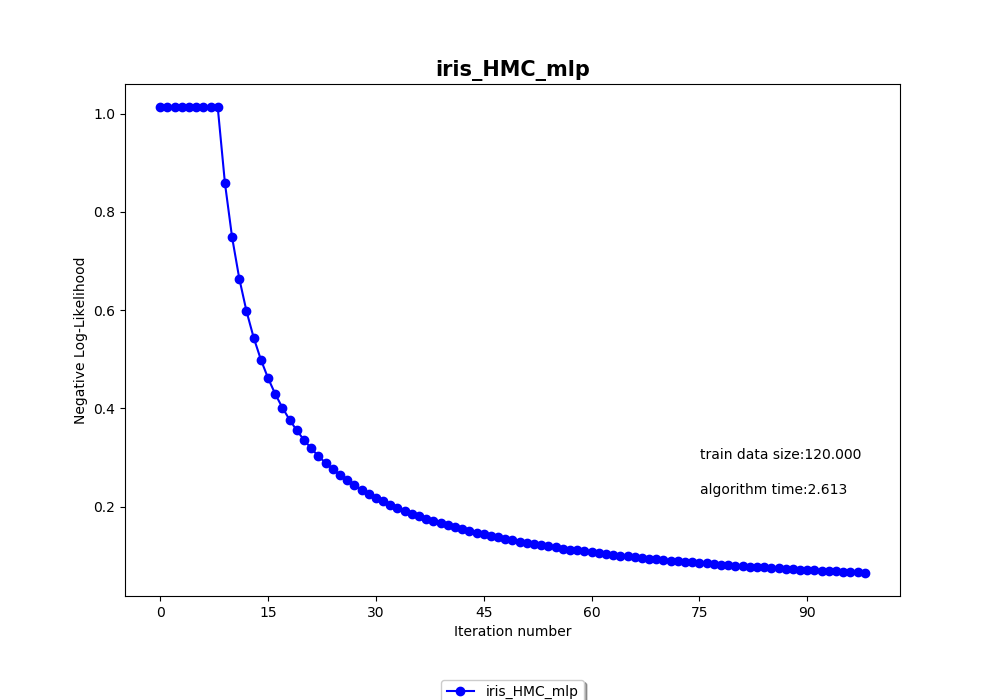 iris_HMC_mlp
1.0
0.8
0.6
0.4
0.2
Negative Log-Likelihood
train data size:120.000
algorithm time:2.613
0 15 30 45 60 75 90
Iteration number
iris_HMC_mlp